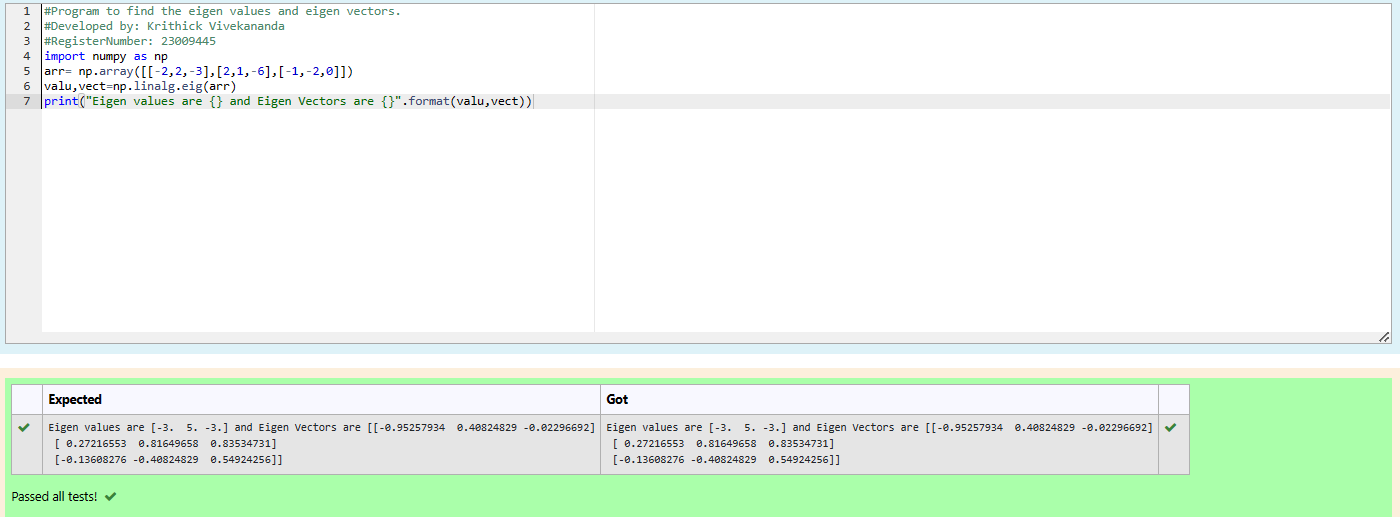 1 #Program to find the eigen values and eigen vectors.
2 #Developed by: Krithick Vivekananda
3 #RegisterNumber: 23009445
4 import numpy as np
5 arr= np.array([[-2,2,-3],[2,1,-6],[-1,-2,0]])
6 valu,vect=np.linalg.eig(arr)
7 print("Eigen values are {} and Eigen Vectors are {}".format(valu,vect))
Expected Got
Eigen values are [-3.  5. -3.] and Eigen Vectors are [[-0.95257934  0.40824829 -0.02296692] Eigen values are [-3.  5. -3.] and Eigen Vectors are [[-0.95257934  0.40824829 -0.02296692]
[ 0.27216553  0.81649658  0.83534731] [ 0.27216553  0.81649658  0.83534731]
[-0.13608276 -0.40824829  0.54924256]] [-0.13608276 -0.40824829  0.54924256]]
Passed all tests!